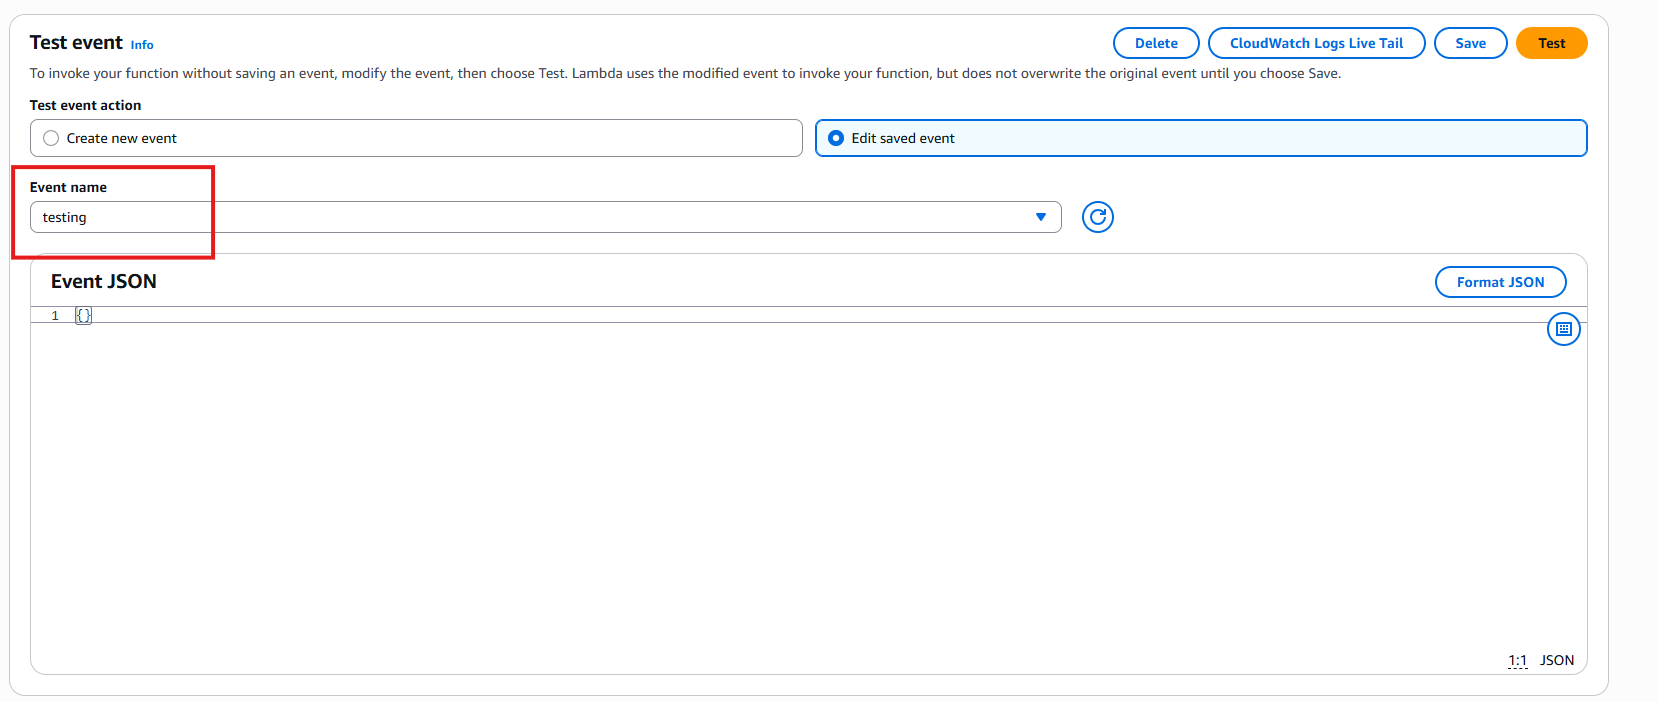 Test event Info Delete CloudWatch Logs Live Tail Save Test
To invoke your function without saving an event, modify the event, then choose Test. Lambda uses the modified event to invoke your function, but does not overwrite the original event until you choose Save.
Test event action
Create new event Edit saved event
Event name
testing
Event JSON Format JSON
1 {}
1:1 JSON